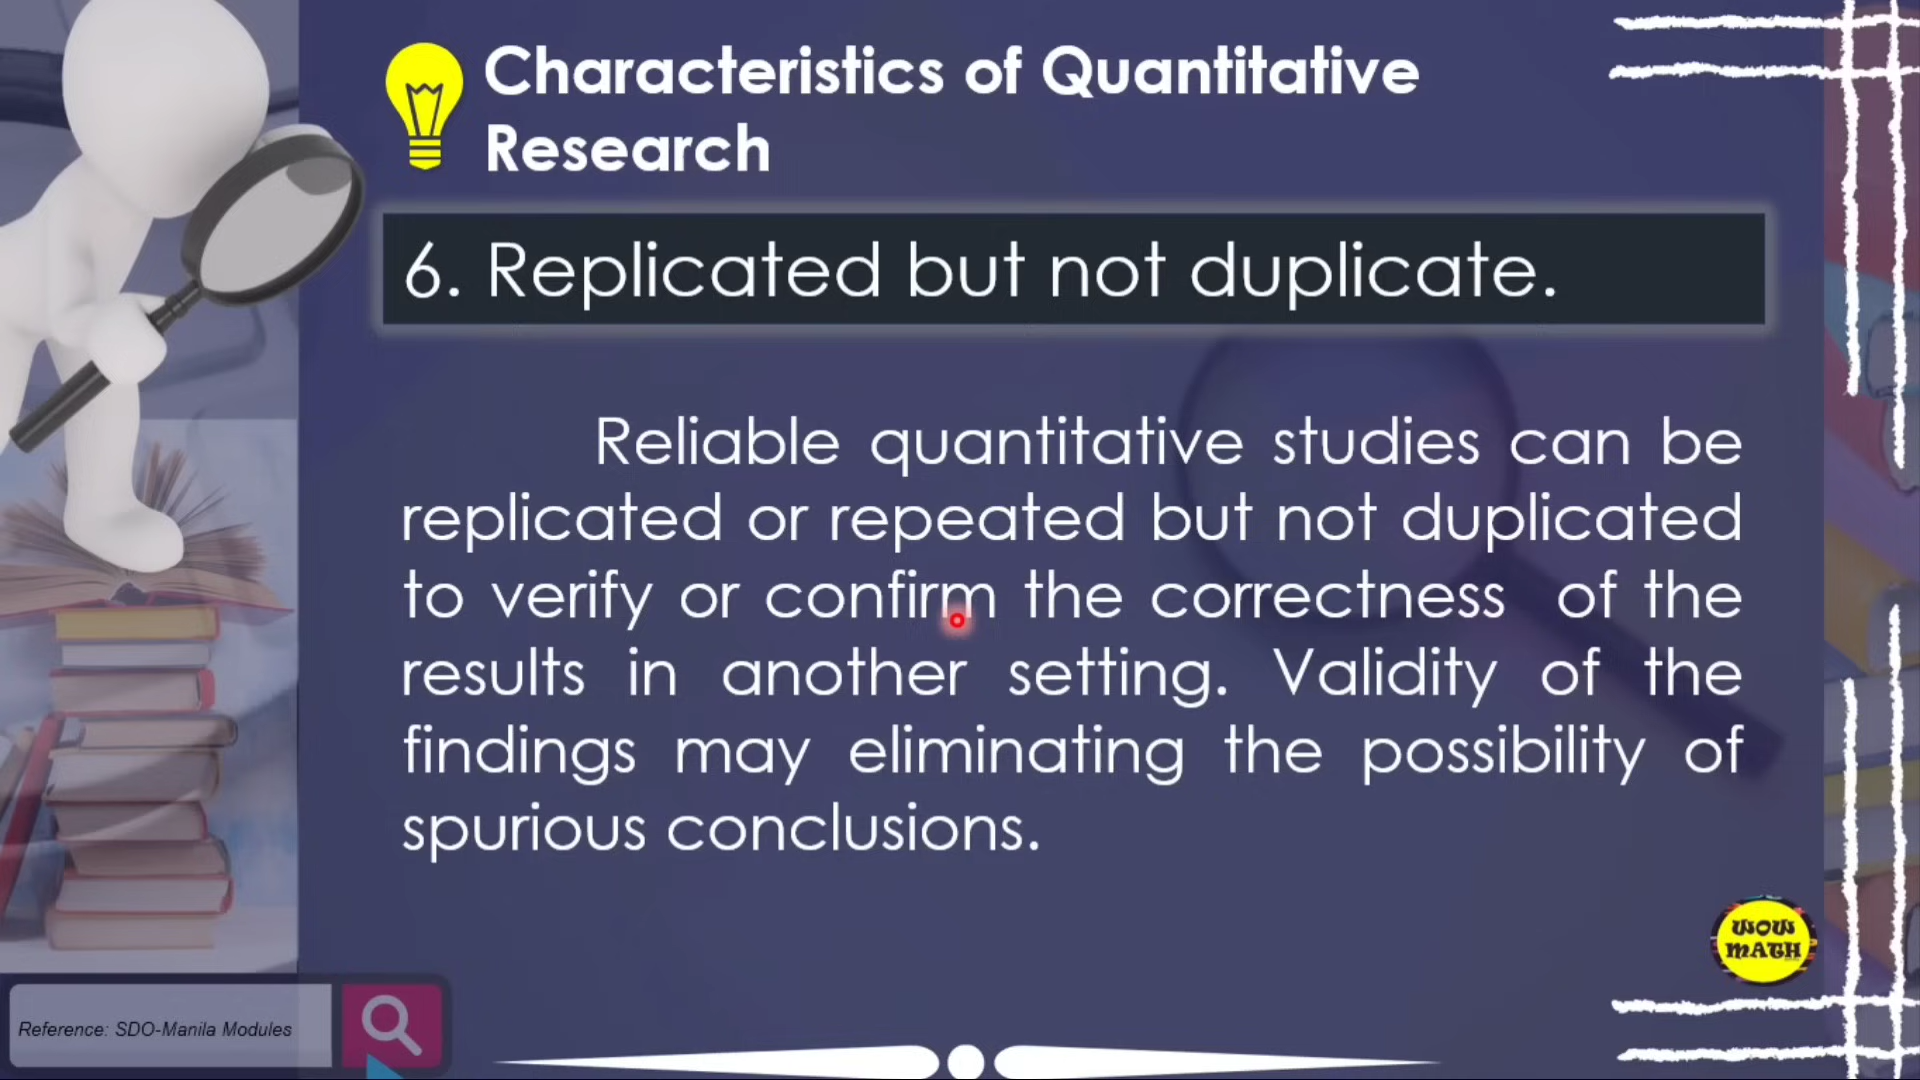 Characteristics of Quantitative
Research
6. Replicated but not duplicate.
Reliable quantitative studies can be
replicated or repeated but not duplicated
to verify or confirm the correctness of the
results in another setting. Validity of the
findings may eliminating the possibility of
spurious conclusions.
WOW
MATH
Reference: SDO-Manila Modules